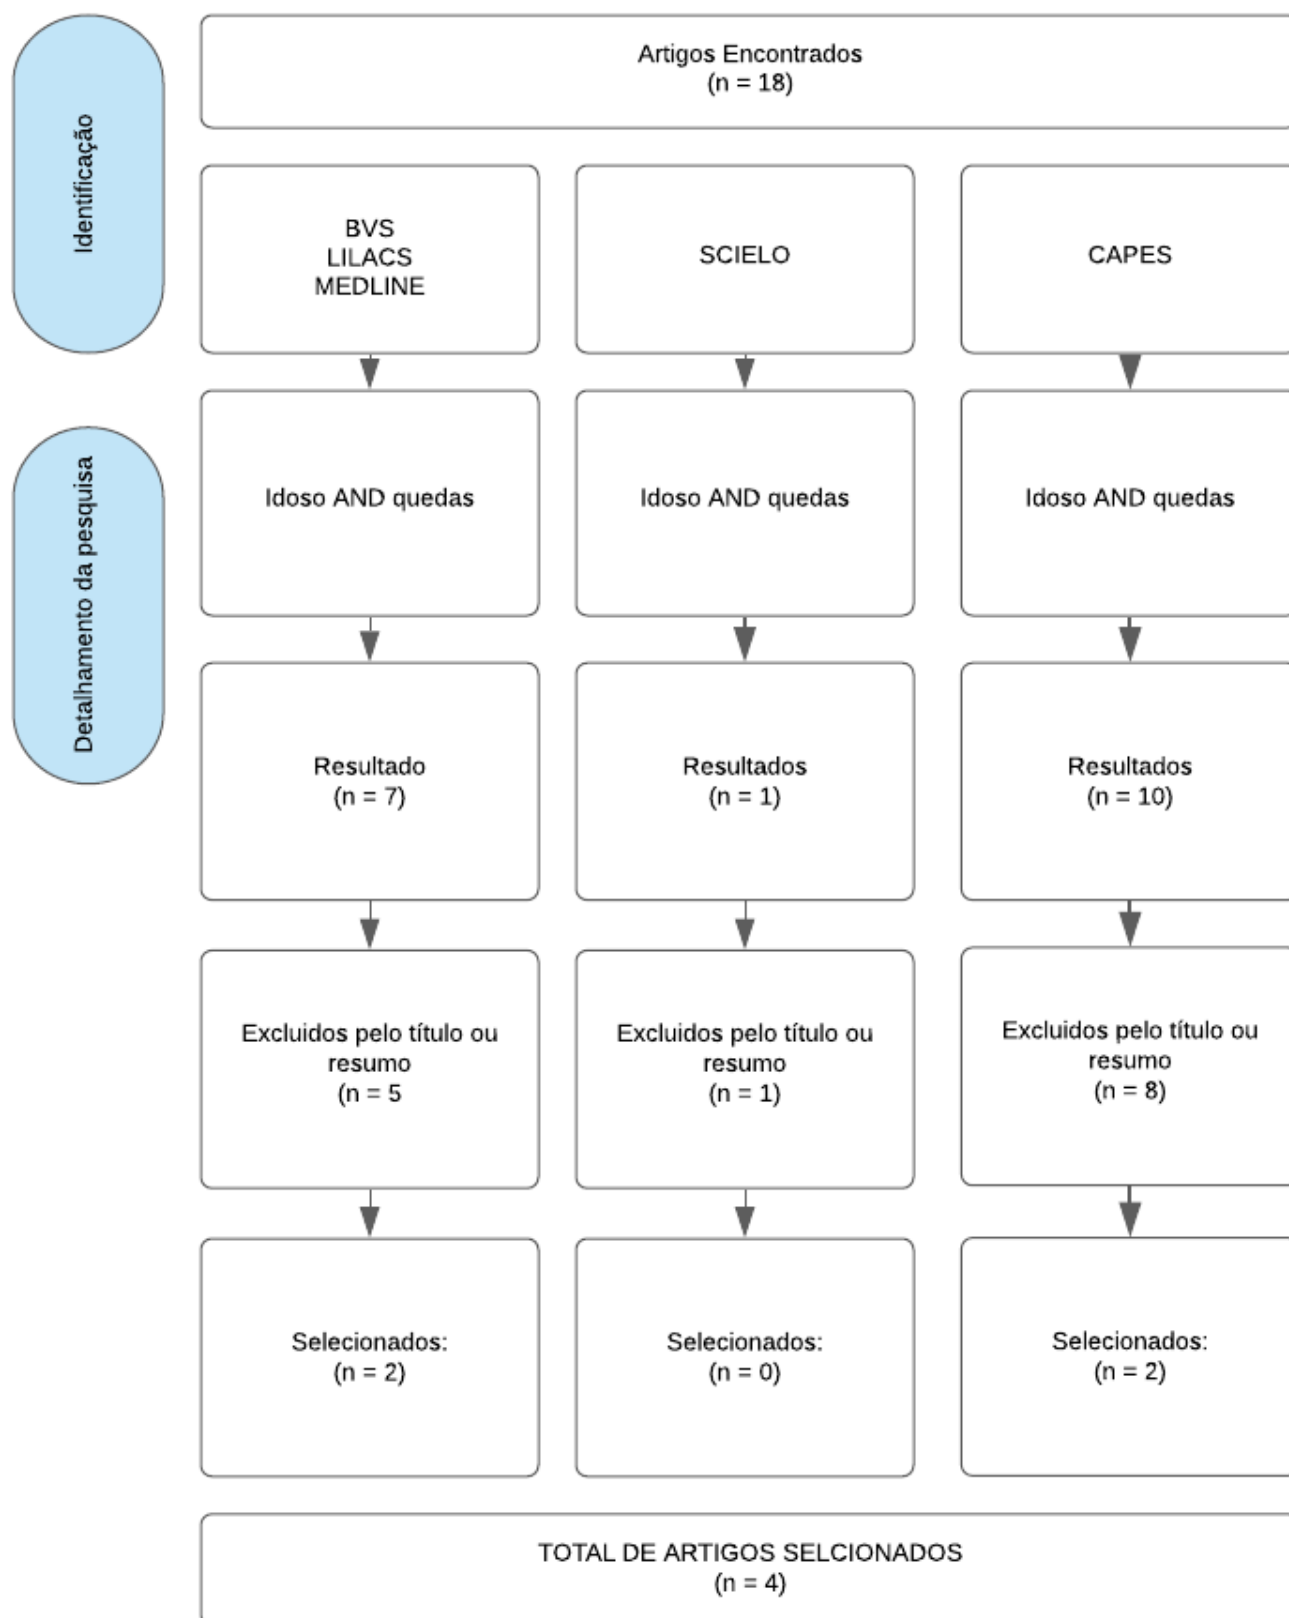 Identificação
Artigos Encontrados
(n = 18)
BVS
LILACS
MEDLINE
SCIELO
CAPES
Detalhamento da pesquisa
Idoso AND quedas
Idoso AND quedas
Idoso AND quedas
Resultado
(n = 7)
Resultados
(n = 1)
Resultados
(n = 10)
Excluidos pelo título ou
resumo
(n = 5
Excluidos pelo título ou
resumo
(n = 1)
Excluidos pelo título ou
resumo
(n = 8)
Selecionados:
(n = 2)
Selecionados:
(n = 0)
Selecionados:
(n = 2)
TOTAL DE ARTIGOS SELCIONADOS
(n = 4)